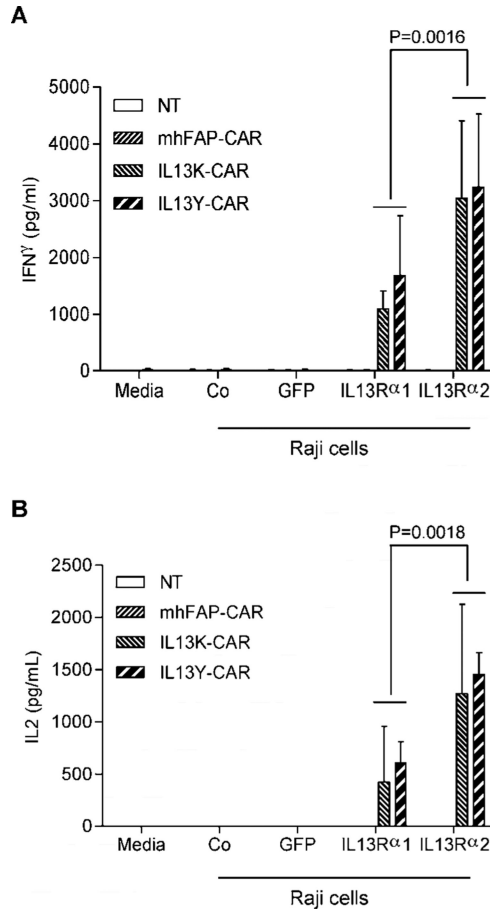 A
P=0.0016
5000
4000
3000
2000
1000
0
IFNγ (pg/ml)
NT
mhFAP-CAR
IL13K-CAR
IL13Y-CAR
Media Co GFP IL13Rα1 IL13Rα2
Raji cells
B
P=0.0018
2500
2000
1500
1000
500
0
IL2 (pg/mL)
NT
mhFAP-CAR
IL13K-CAR
IL13Y-CAR
Media Co GFP IL13Rα1 IL13Rα2
Raji cells